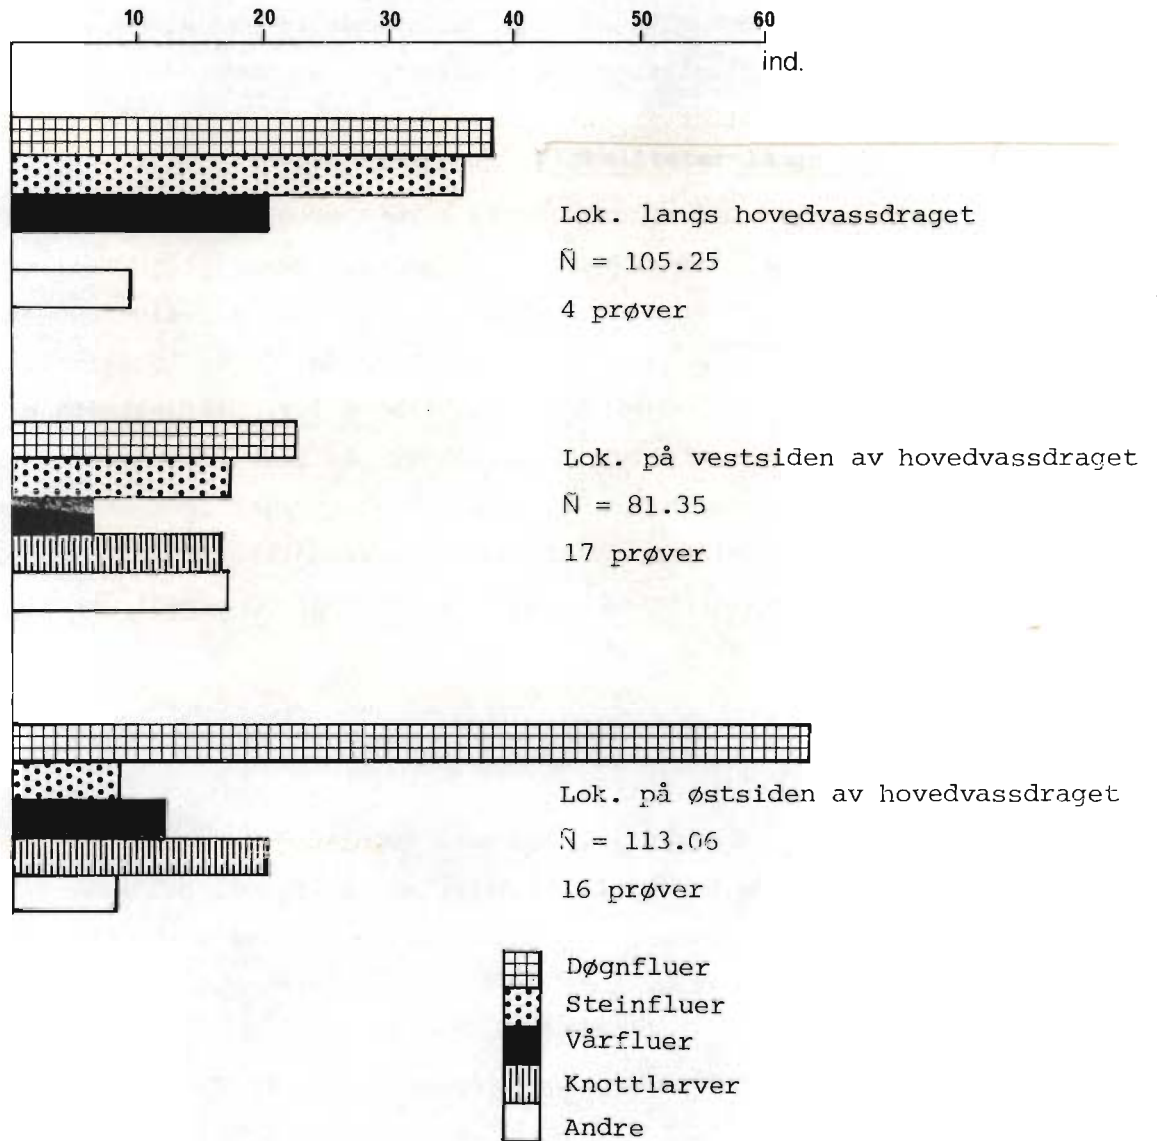 10 20 30 40 50 60
ind.
Lok. langs hovedvassdraget
Ñ = 105.25
4 prøver
Lok. på vestsiden av hovedvassdraget
Ñ = 81.35
17 prøver
Lok. på østsiden av hovedvassdraget
Ñ = 113.06
16 prøver
Døgnfluer
Steinfluer
Vårfluer
Knottlarver
Andre